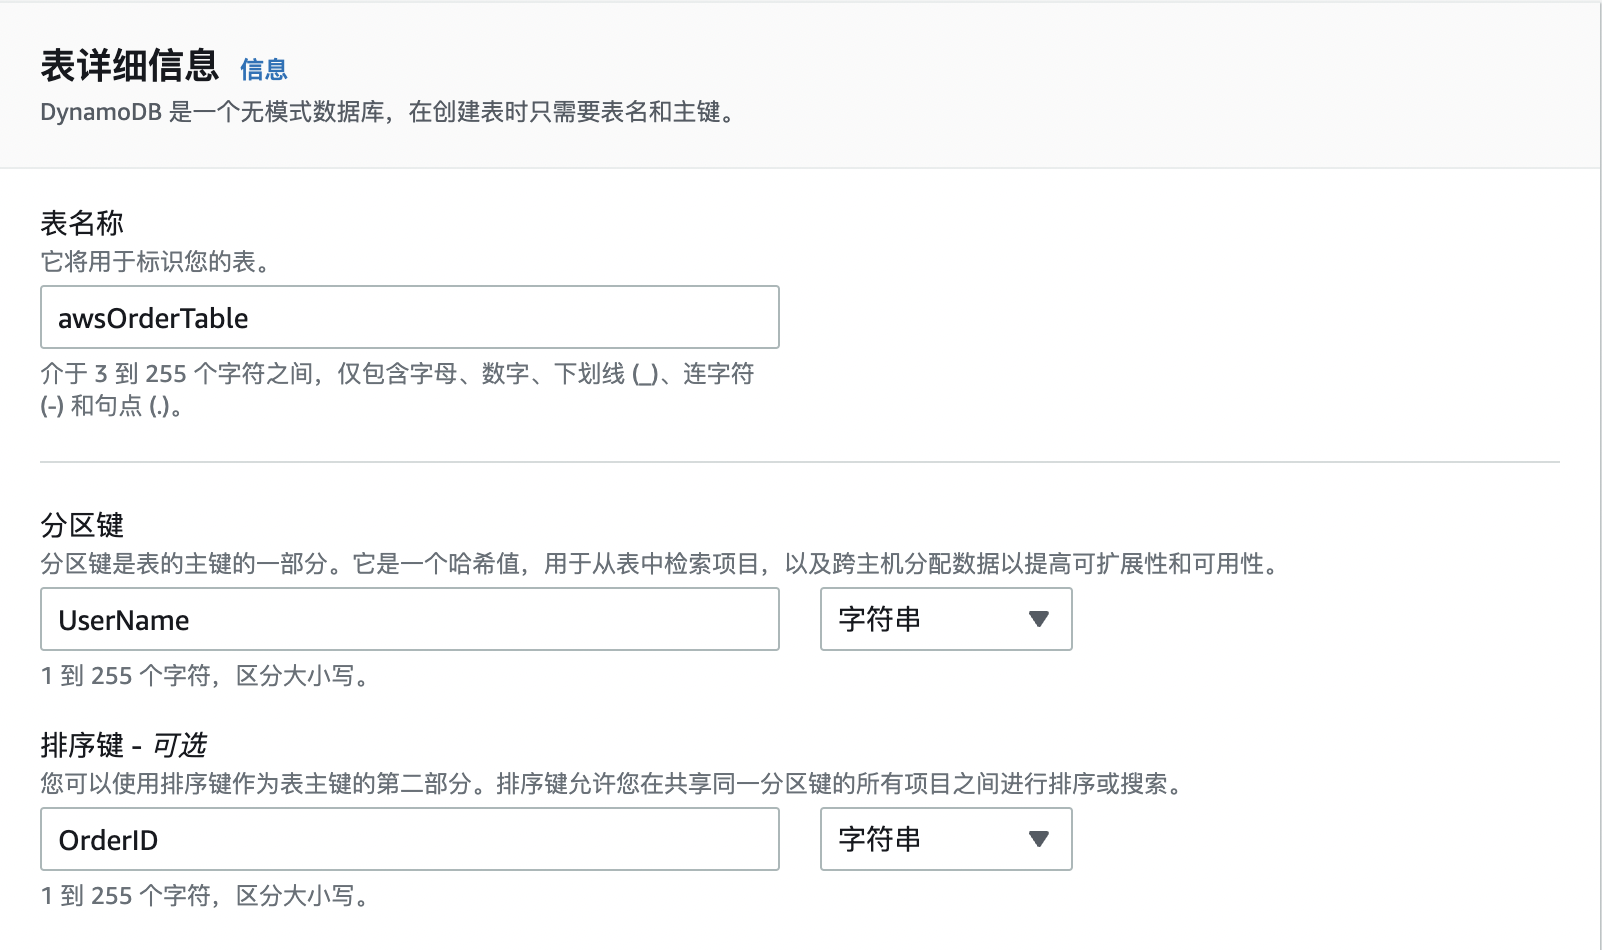 表详细信息 信息
DynamoDB 是一个无模式数据库，在创建表时只需要表名和主键。
表名称
它将用于标识您的表。
awsOrderTable
介于 3 到 255 个字符之间，仅包含字母、数字、下划线 (_)、连字符
(-) 和句点 (.)。
分区键
分区键是表的主键的一部分。它是一个哈希值，用于从表中检索项目，以及跨主机分配数据以提高可扩展性和可用性。
UserName 字符串
1 到 255 个字符，区分大小写。
排序键 - 可选
您可以使用排序键作为表主键的第二部分。排序键允许您在共享同一分区键的所有项目之间进行排序或搜索。
OrderID 字符串
1 到 255 个字符，区分大小写。